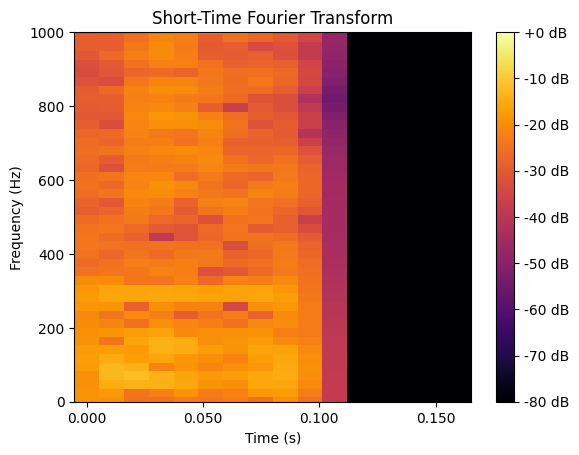 Short-Time Fourier Transform
Frequency (Hz)
1000
800
600
400
200
0
0.000
0.050
0.100
0.150
Time (s)
+0 dB
-10 dB
-20 dB
-30 dB
-40 dB
-50 dB
-60 dB
-70 dB
-80 dB